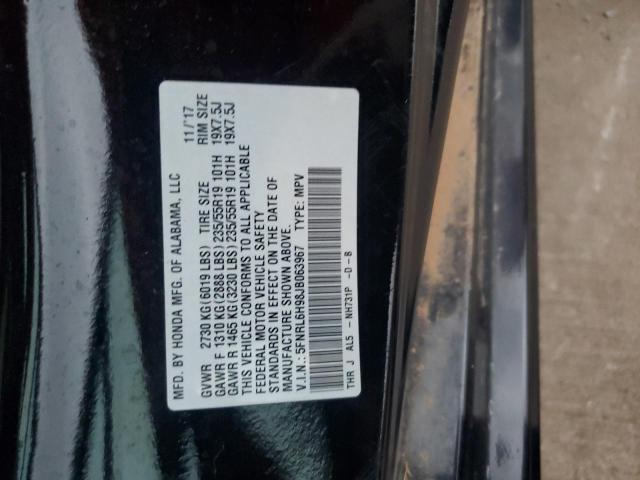 MFD. BY HONDA MFG. OF ALABAMA, LLC 11/'17
GVWR 2730 KG(6019 LBS) TIRE SIZE RIM SIZE
GAWR F 1310 KG(2888 LBS)235/55R19 101H 19X7.5J
GAWR R 1465 KG(3230 LBS)235/55R19 101H 19X7.5J
THIS VEHICLE CONFORMS TO ALL APPLICABLE
FEDERAL MOTOR VEHICLE SAFETY
STANDARDS IN EFFECT ON THE DATE OF
MANUFACTURE SHOWN ABOVE.
V.I.N.: 5FNRL6H98JB063967 TYPE: MPV
THR J AL5 - NH731P -D -B